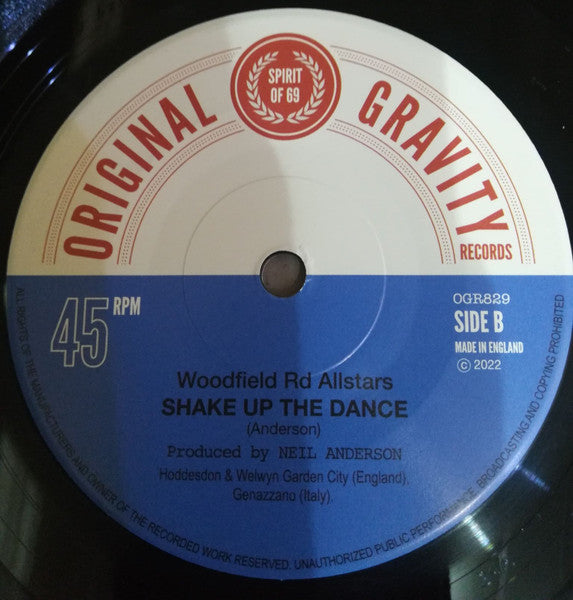 ORIGINAL GRAVITY
RECORDS
SPIRIT
OF 69
45 RPM
OGR829
SIDE B
MADE IN ENGLAND
© 2022
Woodfield Rd Allstars
SHAKE UP THE DANCE
(Anderson)
Produced by NEIL ANDERSON
Hoddesdon & Welwyn Garden City (England),
Genazzano (Italy).
ALL RIGHTS OF THE MANUFACTURERS AND OWNER OF THE RECORDED WORK RESERVED. UNAUTHORIZED PUBLIC PERFORMANCE, BROADCASTING AND COPYING PROHIBITED